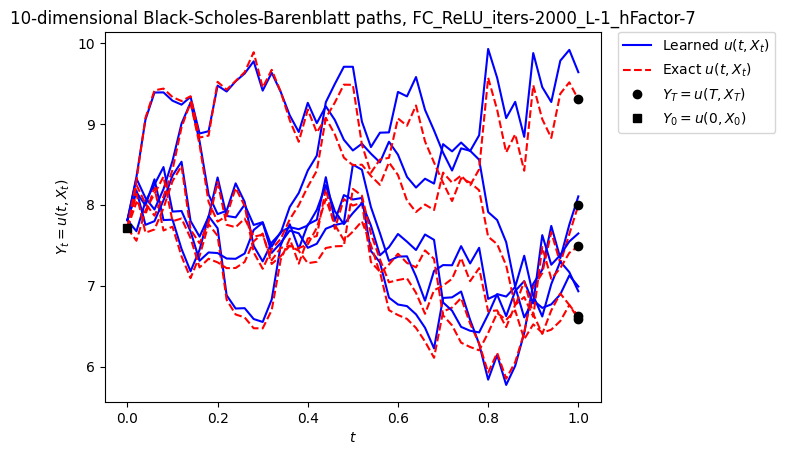 10-dimensional Black-Scholes-Barenblatt paths, FC_ReLU_iters-2000_L-1_hFactor-7
Y_t = u(t, X_t)
10
9
8
7
6
0.0 0.2 0.4 0.6 0.8 1.0
t
Learned u(t, X_t)
Exact u(t, X_t)
Y_T = u(T, X_T)
Y_0 = u(0, X_0)